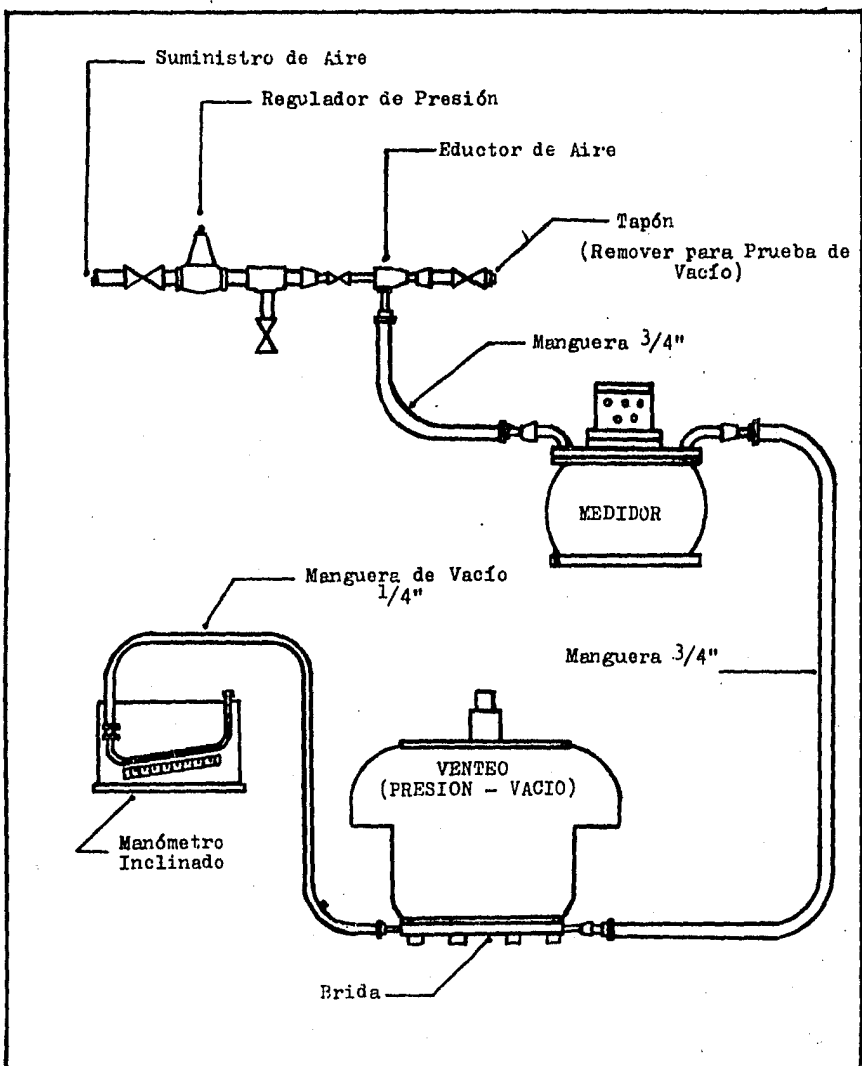 Suministro de Aire
Regulador de Presión
Eductor de Aire
Tapón
(Remover para Prueba de
Vacío)
Manguera 3/4"
MEDIDOR
Manguera de Vacío
1/4"
Manguera 3/4"
VENTEO
(PRESION - VACIO)
Manómetro
Inclinado
Brida